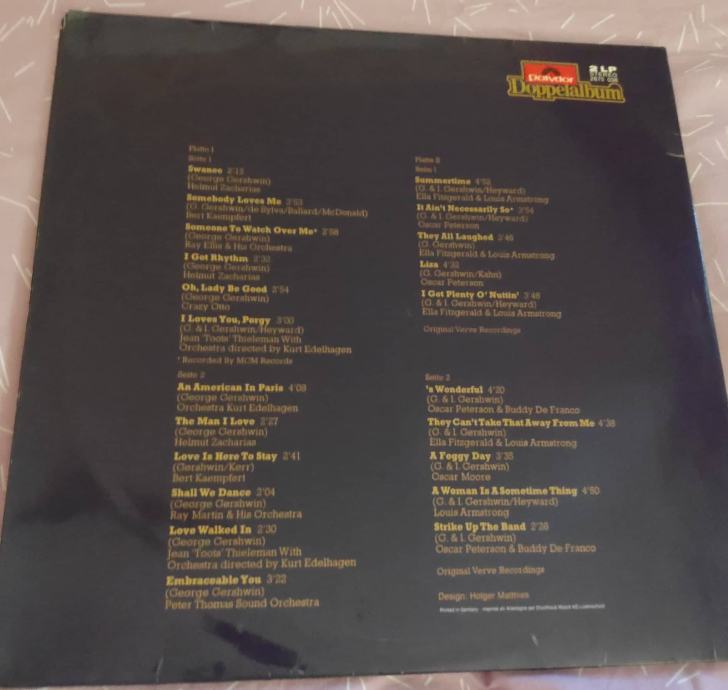 polydor
Doppelalbum
2 LP
STEREO
Platte I
Seite 1
Swanee 2'13
(George Gershwin)
Helmut Zacharias
Somebody Loves Me 3'53
(G. Gershwin/de Sylva/Ballard/McDonald)
Bert Kaempfert
Someone To Watch Over Me* 3'58
(George Gershwin)
Ray Ellis & His Orchestra
I Got Rhythm 2'32
(George Gershwin)
Helmut Zacharias
Oh, Lady Be Good 2'54
(George Gershwin)
Crazy Otto
I Loves You, Porgy 3'00
(G. & I. Gershwin/Heyward)
Jean 'Toots' Thieleman With
Orchestra directed by Kurt Edelhagen
* Recorded By MGM Records
Seite 2
An American In Paris 4'08
(George Gershwin)
Orchestra Kurt Edelhagen
The Man I Love 2'27
(George Gershwin)
Helmut Zacharias
Love Is Here To Stay 2'41
(Gershwin/Kerr)
Bert Kaempfert
Shall We Dance 2'04
(George Gershwin)
Ray Martin & His Orchestra
Love Walked In 2'30
(George Gershwin)
Jean 'Toots' Thieleman With
Orchestra directed by Kurt Edelhagen
Embraceable You 3'22
(George Gershwin)
Peter Thomas Sound Orchestra
Platte II
Seite 1
Summertime 4'52
(G. & I. Gershwin/Heyward)
Ella Fitzgerald & Louis Armstrong
It Ain't Necessarily So* 3'54
(G. & I. Gershwin/Heyward)
Oscar Peterson
They All Laughed 3'46
(G. & I. Gershwin)
Ella Fitzgerald & Louis Armstrong
Liza 4'32
(G. & I. Gershwin/Kahn)
Oscar Peterson
I Got Plenty O' Nuttin' 3'48
(G. & I. Gershwin/Heyward)
Ella Fitzgerald & Louis Armstrong
Original Verve Recordings
Seite 2
's Wonderful 4'20
(G. & I. Gershwin)
Oscar Peterson & Buddy De Franco
They Can't Take That Away From Me 4'38
(G. & I. Gershwin)
Ella Fitzgerald & Louis Armstrong
A Foggy Day 3'35
(G. & I. Gershwin)
Oscar Moore
A Woman Is A Sometime Thing 4'50
(G. & I. Gershwin/Heyward)
Louis Armstrong
Strike Up The Band 2'28
(G. & I. Gershwin)
Oscar Peterson & Buddy De Franco
Original Verve Recordings
Design: Holger Matthies
Printed in Germany